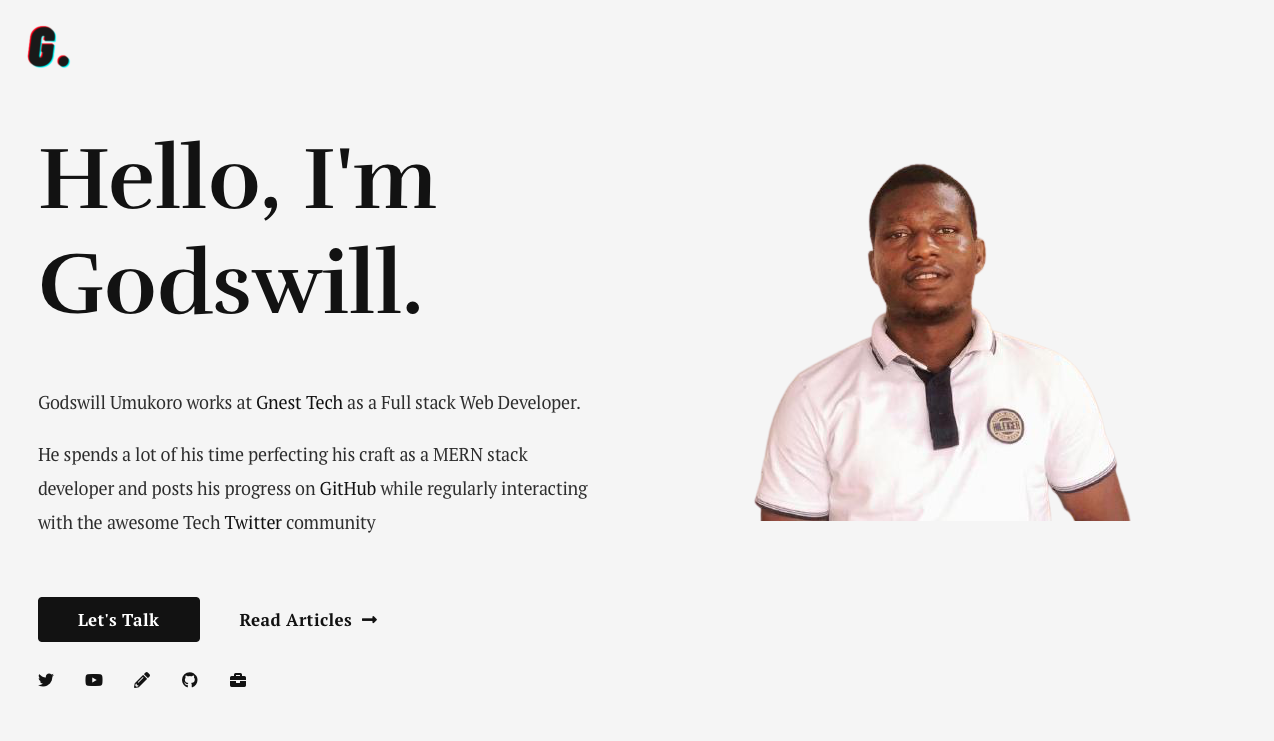 G.
Hello, I'm
Godswill.
Godswill Umukoro works at Gnest Tech as a Full stack Web Developer.
He spends a lot of his time perfecting his craft as a MERN stack
developer and posts his progress on GitHub while regularly interacting
with the awesome Tech Twitter community
HILFIGER
Let's Talk
Read Articles →